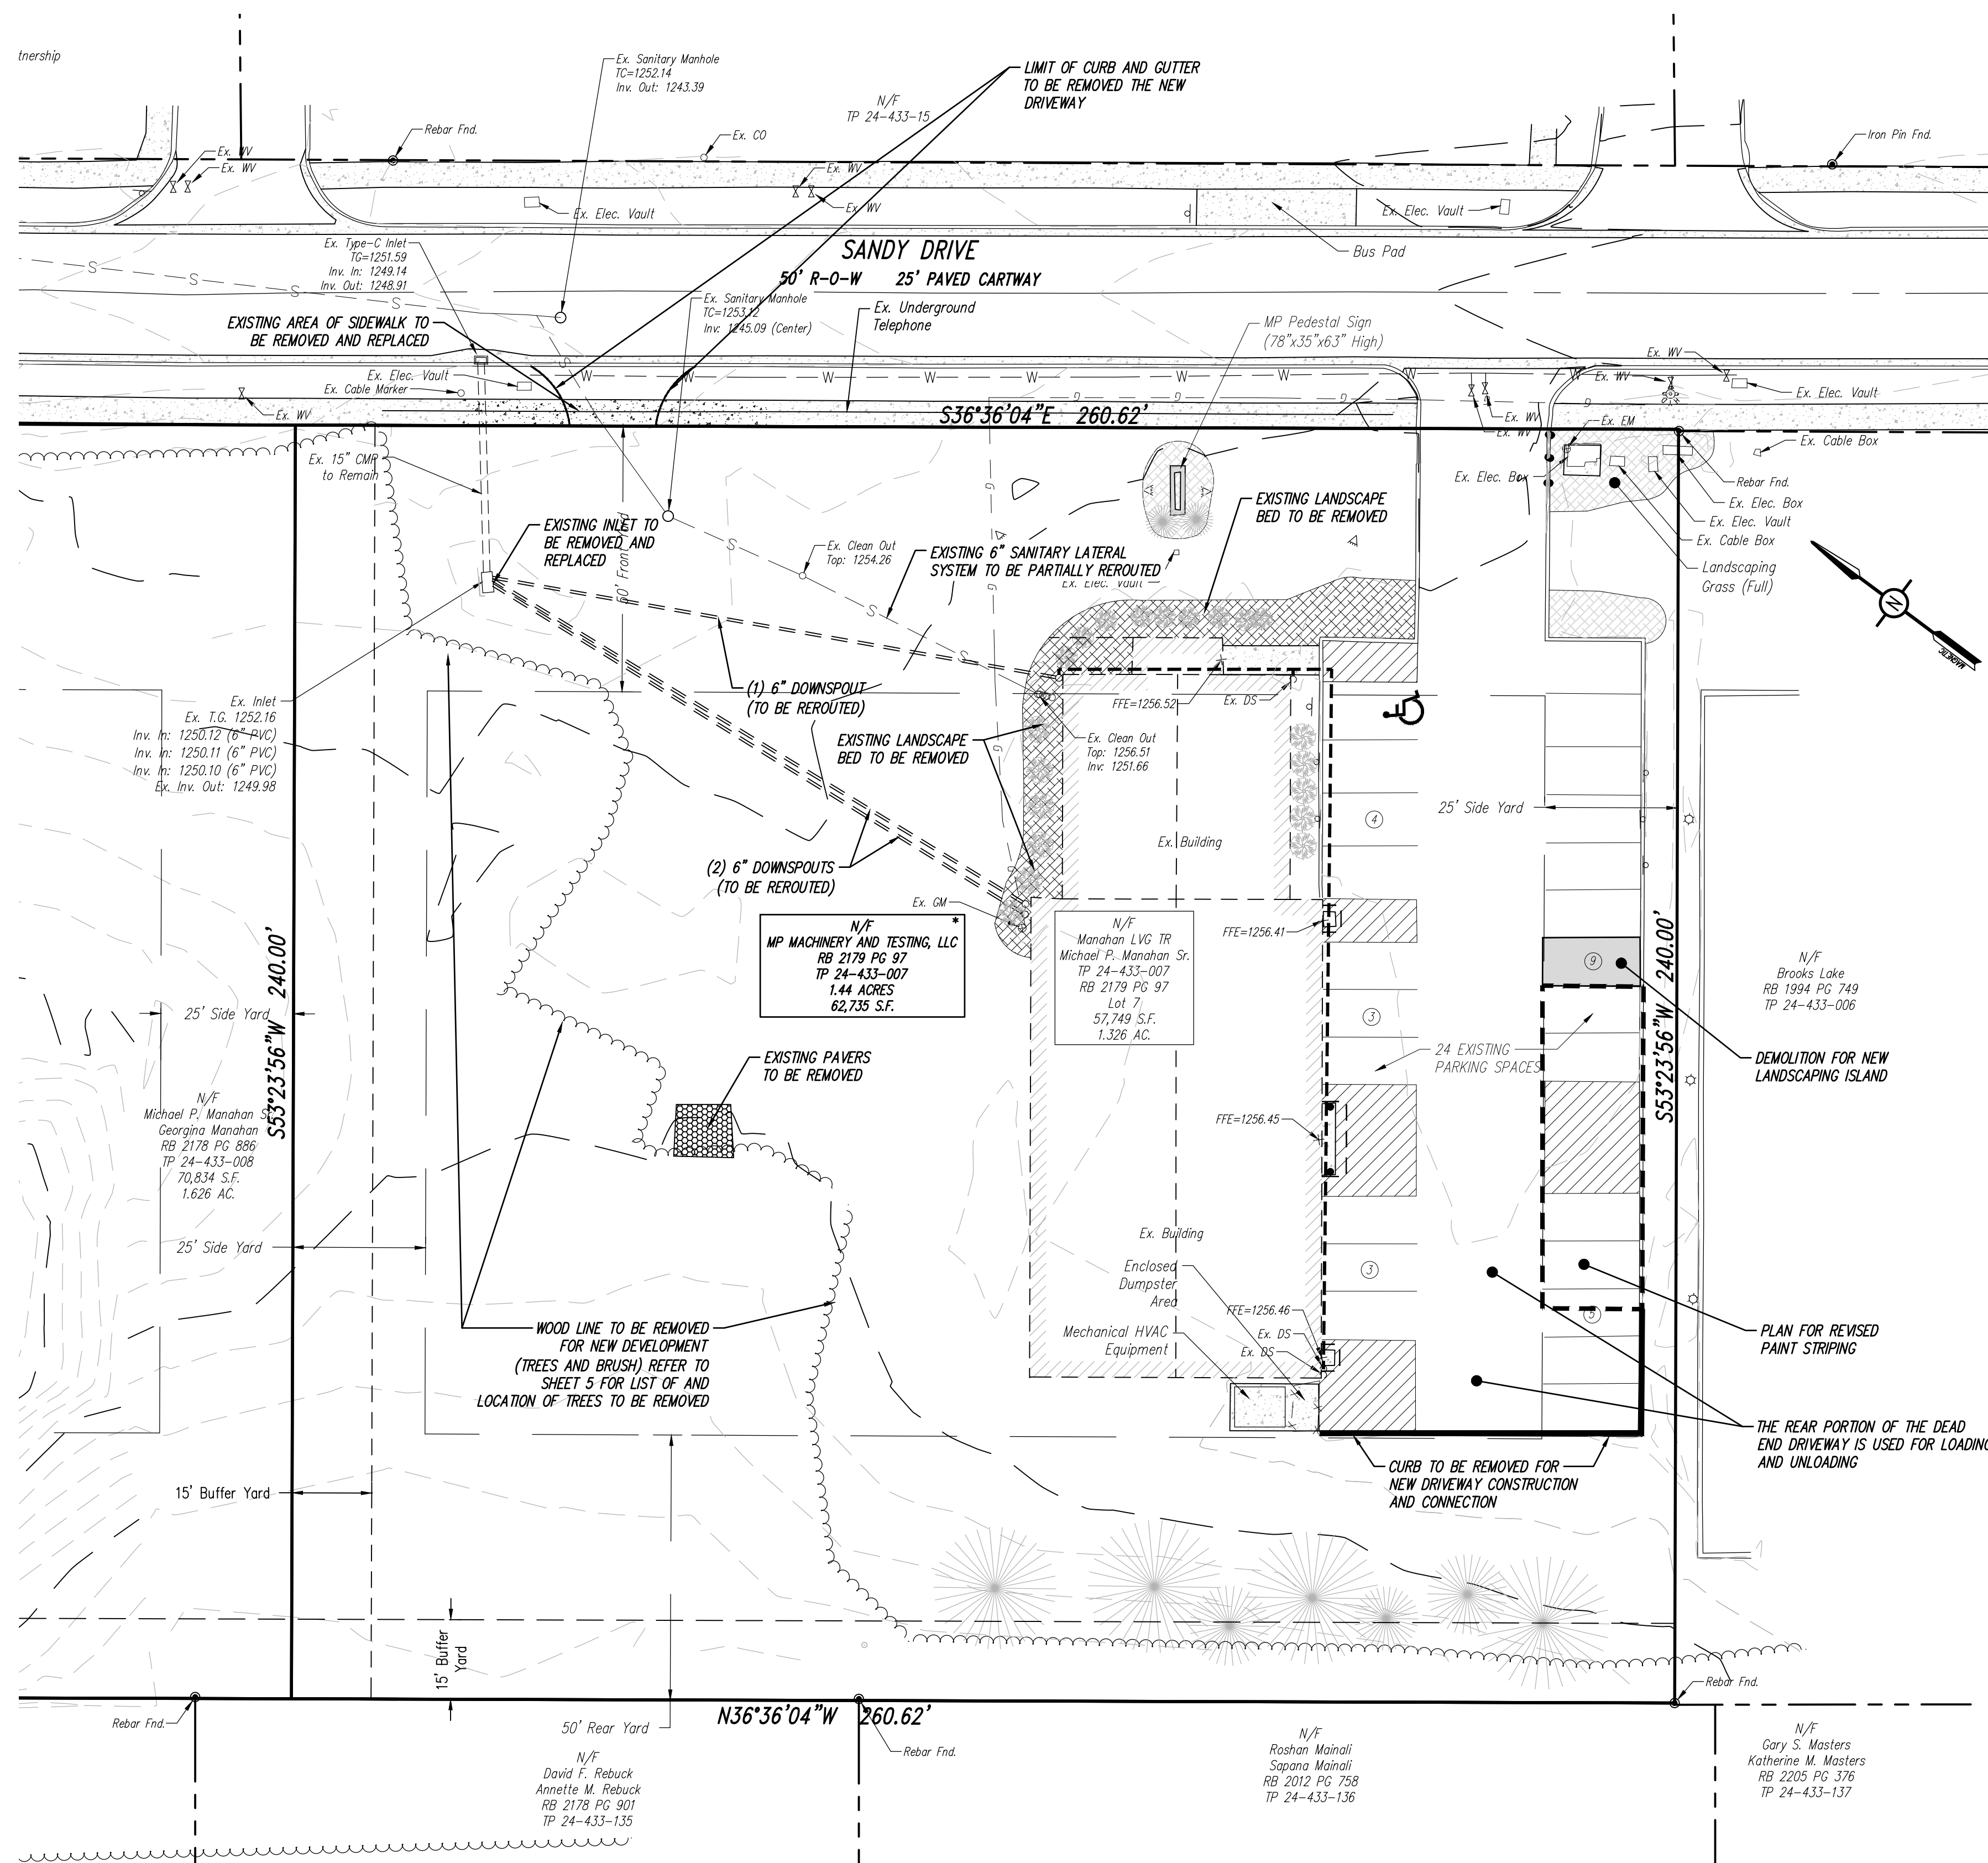 tnership
Ex. Sanitary Manhole
TC=1252.14
Inv. Out: 1243.39
N/F
TP 24-433-15
LIMIT OF CURB AND GUTTER
TO BE REMOVED THE NEW
DRIVEWAY
Rebar Fnd.
Ex. CO
Iron Pin Fnd.
Ex. WV
Ex. WV
Ex. WV
Ex. WV
Ex. Elec. Vault
Ex. Elec. Vault
Bus Pad
Ex. Type-C Inlet
TG=1251.59
Inv. In: 1249.14
Inv. Out: 1248.91
SANDY DRIVE
50' R-O-W 25' PAVED CARTWAY
Ex. Sanitary Manhole
TC=1253.12
Inv: 1245.09 (Center)
Ex. Underground
Telephone
EXISTING AREA OF SIDEWALK TO
BE REMOVED AND REPLACED
MP Pedestal Sign
(78"x35"x63" High)
Ex. Elec. Vault
Ex. Cable Marker
Ex. WV
Ex. WV
Ex. WV
Ex. Elec. Vault
Ex. WV
Ex. WV
S36°36'04"E 260.62'
Ex. EM
Ex. Cable Box
Ex. 15" CMP
to Remain
Ex. Elec. Box
Rebar Fnd.
Ex. Elec. Box
Ex. Elec. Vault
Ex. Cable Box
Landscaping
Grass (Full)
EXISTING LANDSCAPE
BED TO BE REMOVED
EXISTING INLET TO
BE REMOVED AND
REPLACED
50' Front Yard
Ex. Clean Out
Top: 1254.26
EXISTING 6" SANITARY LATERAL
SYSTEM TO BE PARTIALLY REROUTED
Ex. Elec. Vault
N
MAGNETIC
(1) 6" DOWNSPOUT
(TO BE REROUTED)
Ex. Inlet
Ex. T.G. 1252.16
Inv. In: 1250.12 (6" PVC)
Inv. In: 1250.11 (6" PVC)
Inv. In: 1250.10 (6" PVC)
Ex. Inv. Out: 1249.98
FFE=1256.52
Ex. DS
EXISTING LANDSCAPE
BED TO BE REMOVED
Ex. Clean Out
Top: 1256.51
Inv: 1251.66
25' Side Yard
4
Ex. Building
(2) 6" DOWNSPOUTS
(TO BE REROUTED)
Ex. GM
FFE=1256.41
N/F *
MP MACHINERY AND TESTING, LLC
RB 2179 PG 97
TP 24-433-007
1.44 ACRES
62,735 S.F.
N/F
Manahan LVG TR
Michael P. Manahan Sr.
TP 24-433-007
RB 2179 PG 97
Lot 7
57,749 S.F.
1.326 AC.
9
S53°23'56"W 240.00'
S53°23'56"W 240.00'
N/F
Brooks Lake
RB 1994 PG 749
TP 24-433-006
25' Side Yard
3
24 EXISTING
PARKING SPACES
DEMOLITION FOR NEW
LANDSCAPING ISLAND
EXISTING PAVERS
TO BE REMOVED
N/F
Michael P. Manahan Sr.
Georgina Manahan
RB 2178 PG 886
TP 24-433-008
70,834 S.F.
1.626 AC.
FFE=1256.45
25' Side Yard
Ex. Building
Enclosed
Dumpster
Area
3
FFE=1256.46
Ex. DS
Ex. DS
Mechanical HVAC
Equipment
5
PLAN FOR REVISED
PAINT STRIPING
WOOD LINE TO BE REMOVED
FOR NEW DEVELOPMENT
(TREES AND BRUSH) REFER TO
SHEET 5 FOR LIST OF AND
LOCATION OF TREES TO BE REMOVED
THE REAR PORTION OF THE DEAD
END DRIVEWAY IS USED FOR LOADING
AND UNLOADING
CURB TO BE REMOVED FOR
NEW DRIVEWAY CONSTRUCTION
AND CONNECTION
15' Buffer Yard
15' Buffer
Yard
Rebar Fnd.
Rebar Fnd.
50' Rear Yard
N36°36'04"W 260.62'
Rebar Fnd.
N/F
David F. Rebuck
Annette M. Rebuck
RB 2178 PG 901
TP 24-433-135
N/F
Roshan Mainali
Sapana Mainali
RB 2012 PG 758
TP 24-433-136
N/F
Gary S. Masters
Katherine M. Masters
RB 2205 PG 376
TP 24-433-137